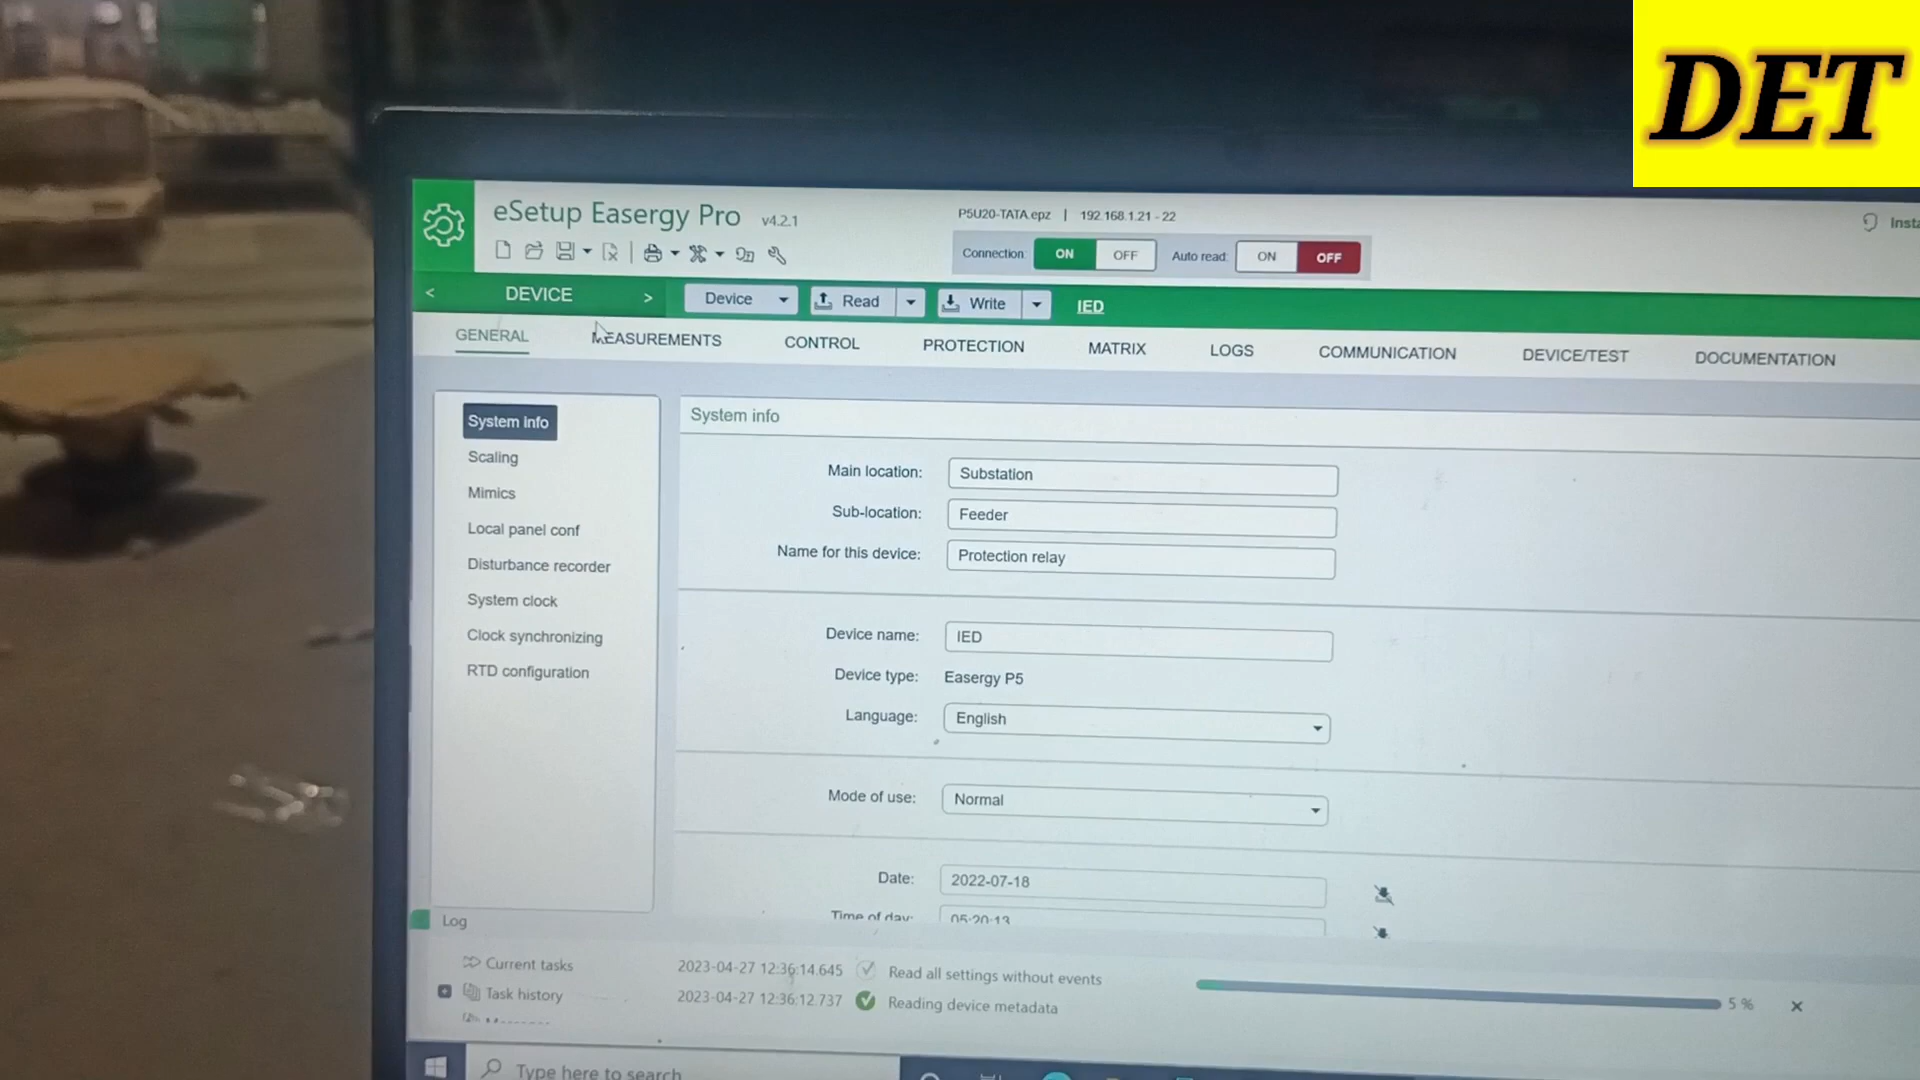 DET
eSetup Easergy Pro v4.2.1
P5U20-TATA.epz | 192.168.1.21 - 22
Connection: ON OFF Auto read: ON OFF
< DEVICE > Device Read Write IED
GENERAL MEASUREMENTS CONTROL PROTECTION MATRIX LOGS COMMUNICATION DEVICE/TEST DOCUMENTATION
System info
Scaling
Mimics
Local panel conf
Disturbance recorder
System clock
Clock synchronizing
RTD configuration
System info
Main location: Substation
Sub-location: Feeder
Name for this device: Protection relay
Device name: IED
Device type: Easergy P5
Language: English
Mode of use: Normal
Date: 2022-07-18
Time of day: 05:20:13
Log
Current tasks
Task history
2023-04-27 12:36:14.645 Read all settings without events 5 %
2023-04-27 12:36:12.737 Reading device metadata
Type here to search